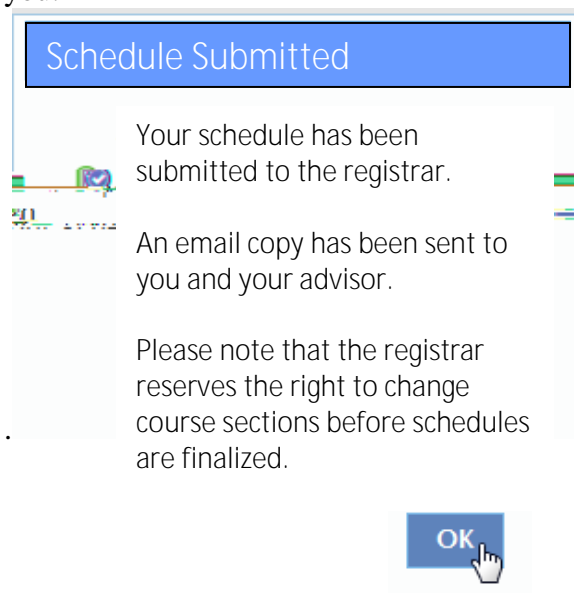 Schedule Submitted
Your schedule has been
submitted to the registrar.
An email copy has been sent to
you and your advisor.
Please note that the registrar
reserves the right to change
course sections before schedules
are finalized.
.
OK